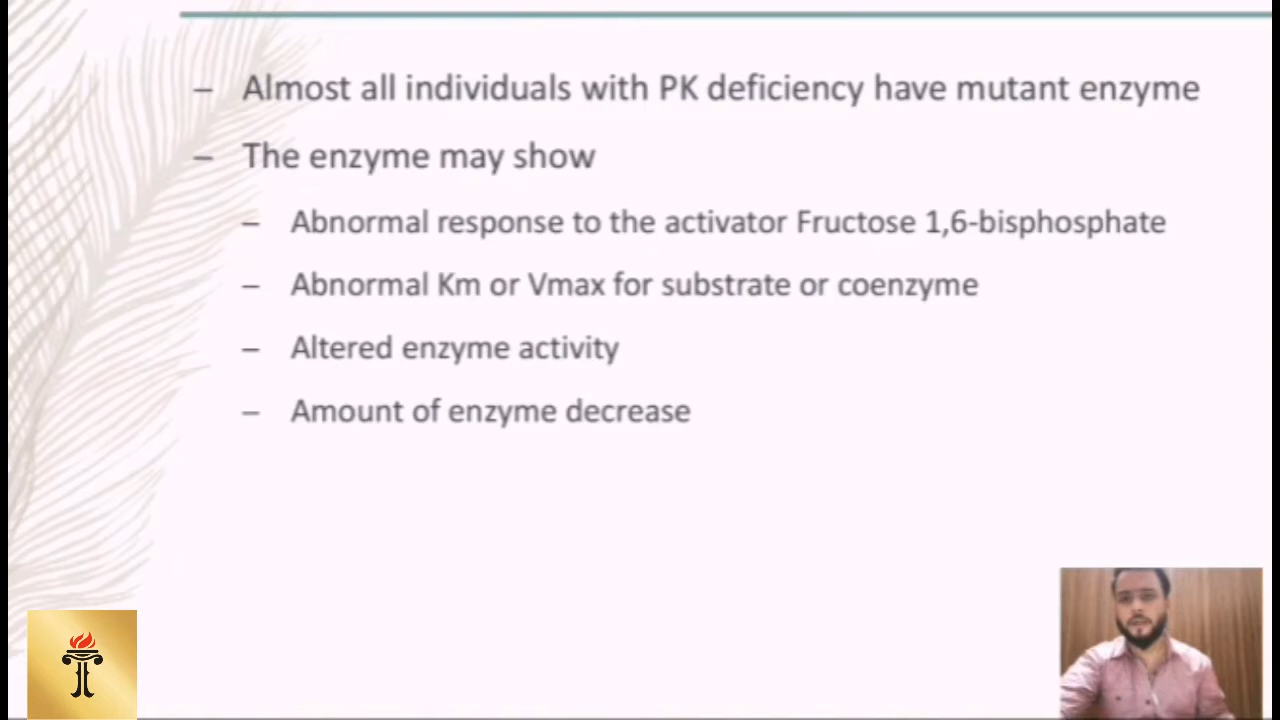 – Almost all individuals with PK deficiency have mutant enzyme
– The enzyme may show
– Abnormal response to the activator Fructose 1,6-bisphosphate
– Abnormal Km or Vmax for substrate or coenzyme
– Altered enzyme activity
– Amount of enzyme decrease